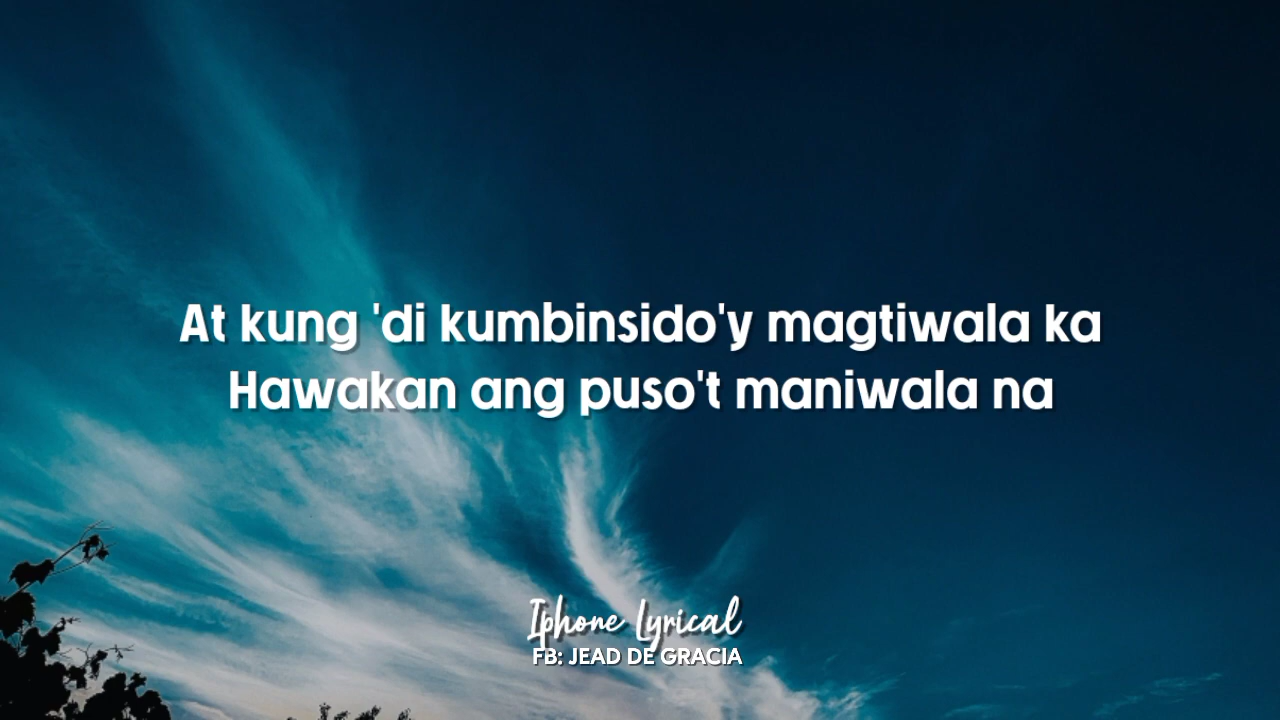 At kung 'di kumbinsido'y magtiwala ka
Hawakan ang puso't maniwala na
Iphone Lyrical
FB: JEAD DE GRACIA